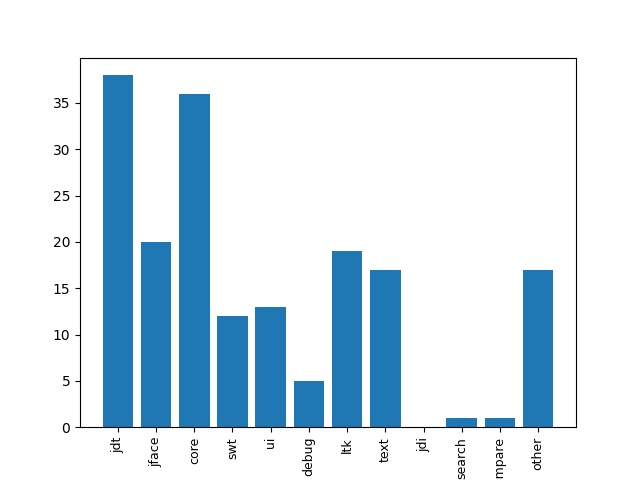 35
30
25
20
15
10
5
0
jdt
jface
core
swt
ui
debug
ltk
text
jdi
search
mpare
other